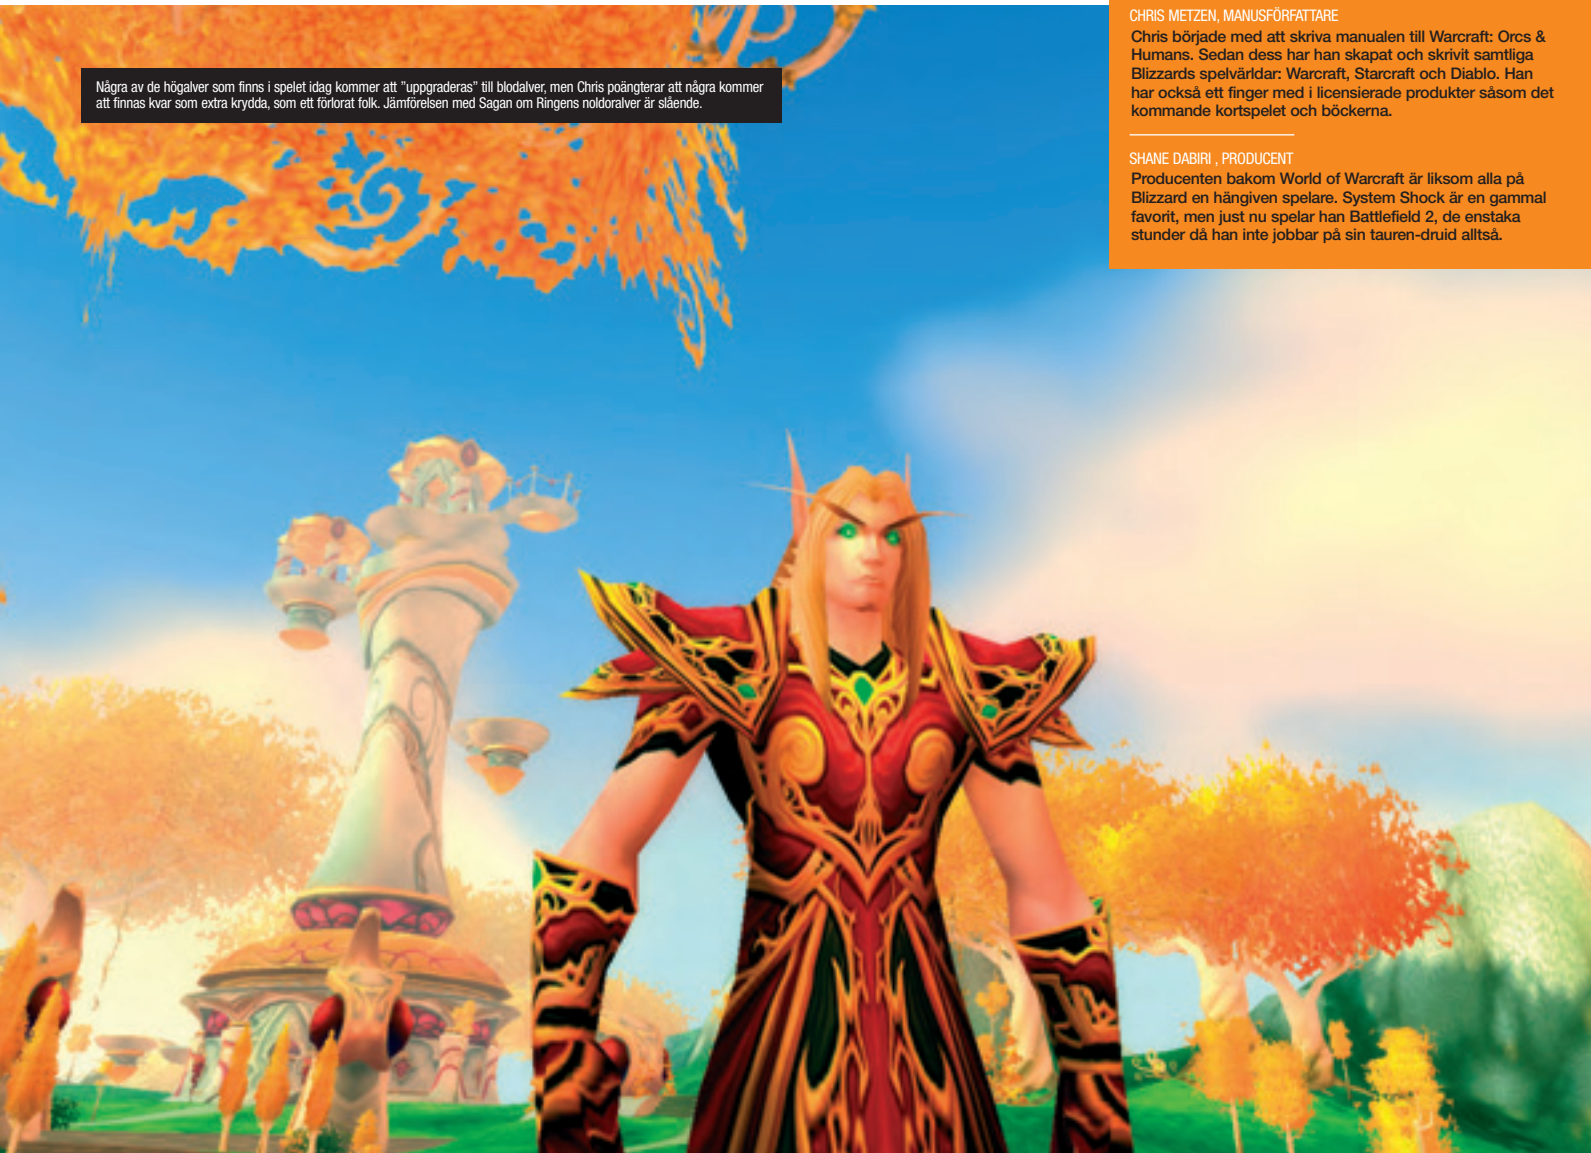 Några av de högalver som finns i spelet idag kommer att ”uppgraderas” till blodalver, men Chris poängterar att några kommer
att finnas kvar som extra krydda, som ett förlorat folk. Jämförelsen med Sagan om Ringens noldoralver är slående.
CHRIS METZEN, MANUSFÖRFATTARE
Chris började med att skriva manualen till Warcraft: Orcs &
Humans. Sedan dess har han skapat och skrivit samtliga
Blizzards spelvärldar: Warcraft, Starcraft och Diablo. Han
har också ett finger med i licensierade produkter såsom det
kommande kortspelet och böckerna.
SHANE DABIRI , PRODUCENT
Producenten bakom World of Warcraft är liksom alla på
Blizzard en hängiven spelare. System Shock är en gammal
favorit, men just nu spelar han Battlefield 2, de enstaka
stunder då han inte jobbar på sin tauren-druid alltså.